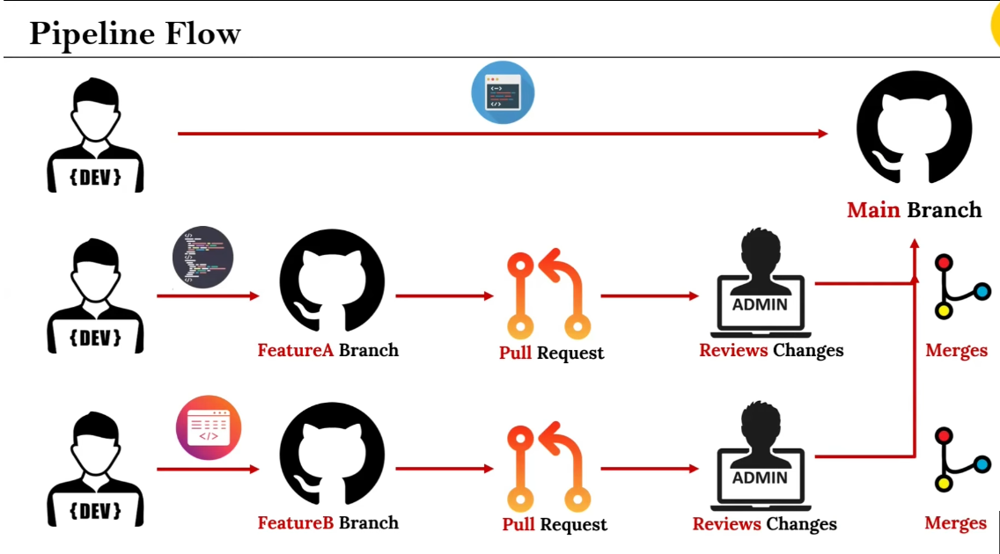 Pipeline Flow
{DEV}
Main Branch
{DEV}
FeatureA Branch
Pull Request
ADMIN
Reviews Changes
Merges
{DEV}
FeatureB Branch
Pull Request
ADMIN
Reviews Changes
Merges